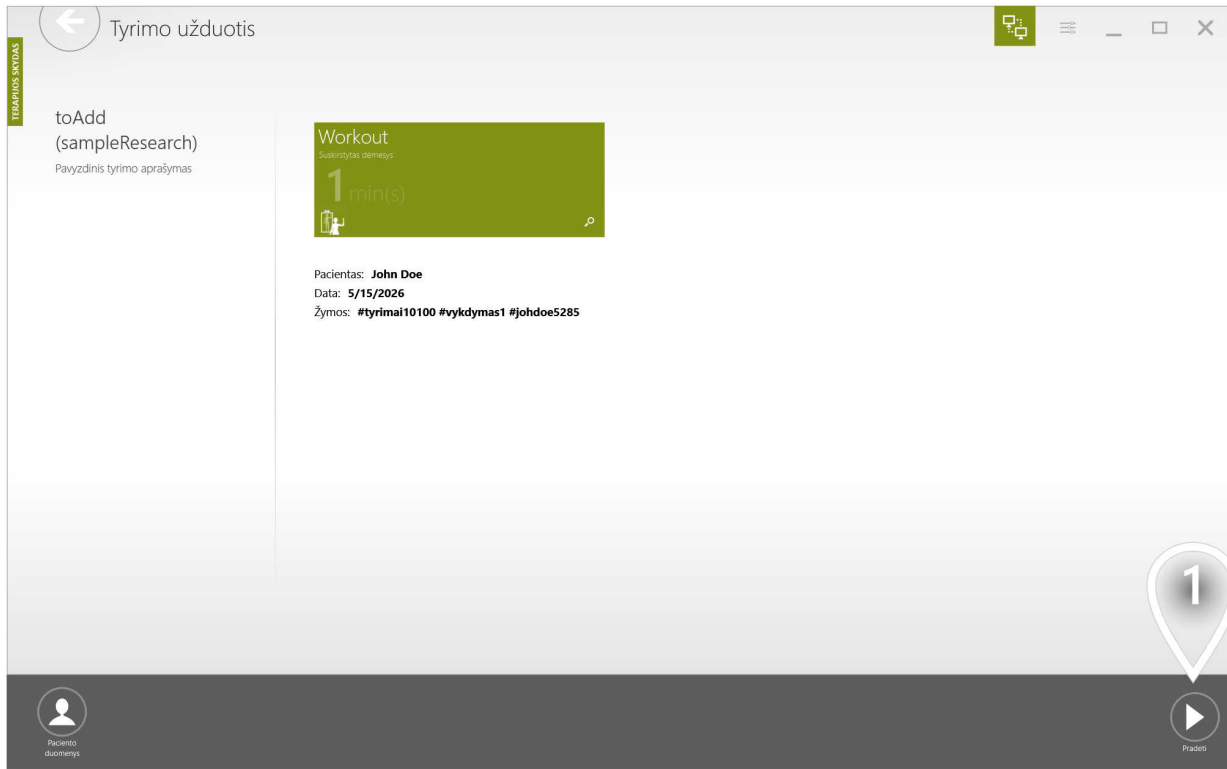 Tyrimo užduotis
TERAPIJOS SKYDAS
toAdd
(sampleResearch)
Pavyzdinis tyrimo aprašymas
Workout
Suskirstytas dėmesys
1 min(s)
Pacientas: John Doe
Data: 5/15/2026
Žymos: #tyrimai10100 #vykdymas1 #johdoe5285
1
Paciento
duomenys
Pradėti